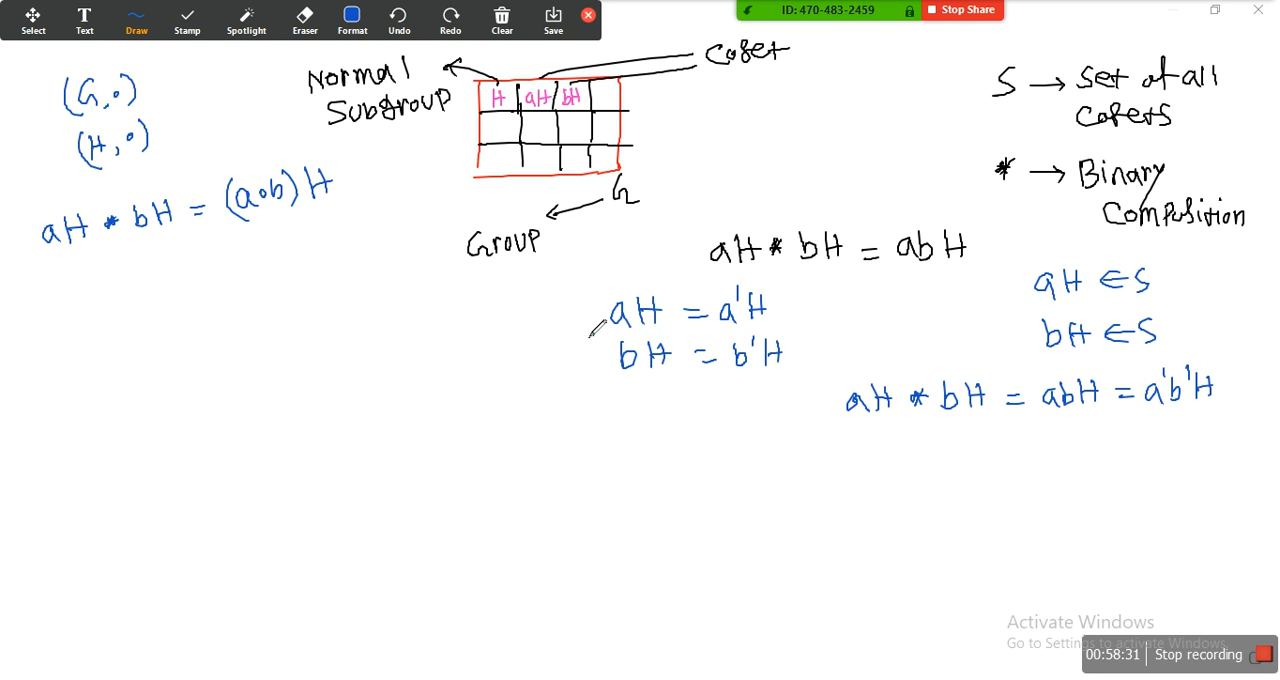 Select Text Draw Stamp Spotlight Eraser Format Undo Redo Clear Save
ID: 470-483-2459 Stop Share
(G, o)
(H, o)
aH * bH = (aob)H
Normal
Subgroup
H aH bH
Coset
G
Group
S → Set of all
Cosets
* → Binary
Composition
aH * bH = abH
aH = a'H
bH = b'H
aH ∈ S
bH ∈ S
aH * bH = abH = a'b'H
Activate Windows
Go to Settings to activate Windows.
00:58:31 Stop recording